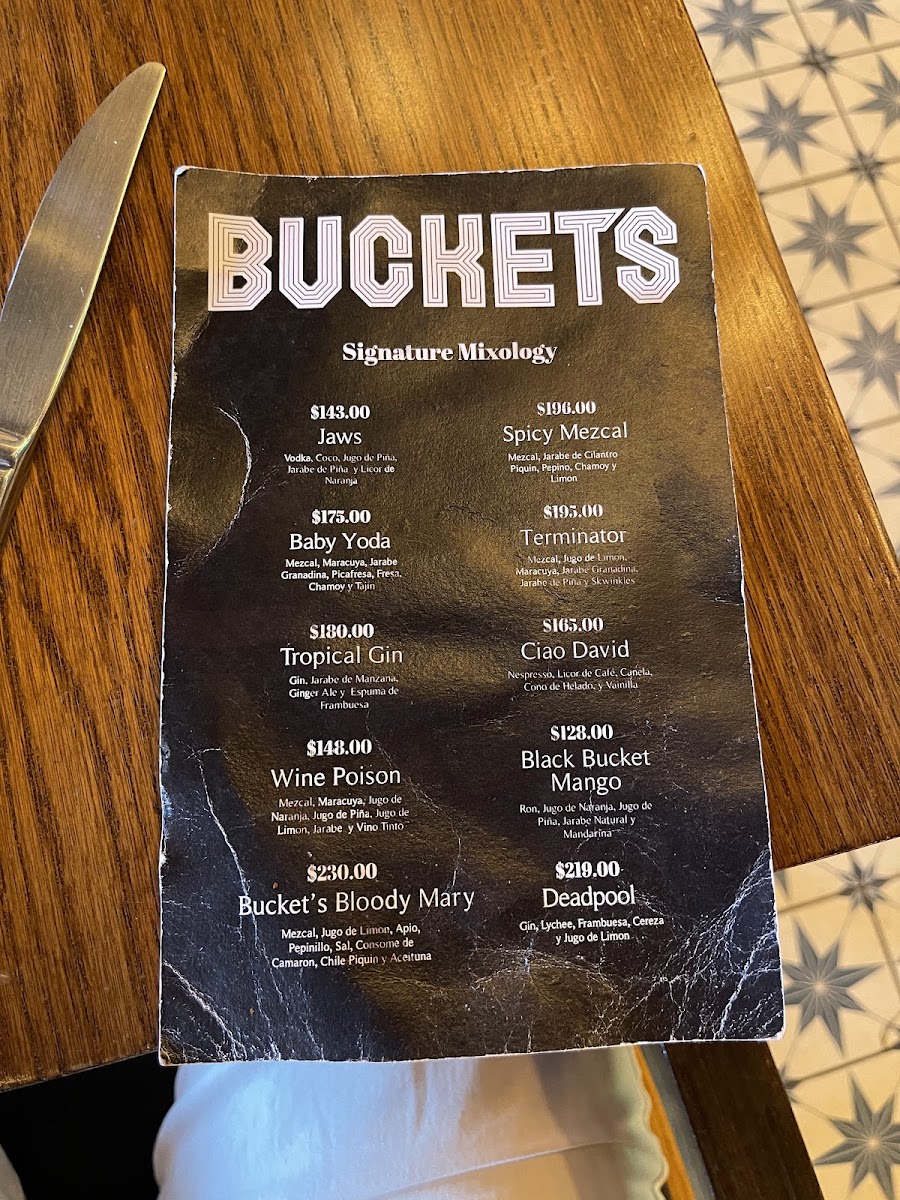 BUCKETS
Signature Mixology
$143.00
Jaws
Vodka, Coco, Jugo de Piña,
Jarabe de Piña y Licor de
Naranja
$175.00
Baby Yoda
Mezcal, Maracuya, Jarabe
Granadina, Picafresa, Fresa,
Chamoy y Tajin
$180.00
Tropical Gin
Gin, Jarabe de Manzana,
Ginger Ale y Espuma de
Frambuesa
$148.00
Wine Poison
Mezcal, Maracuya, Jugo de
Naranja, Jugo de Piña, Jugo de
Limon, Jarabe y Vino Tinto
$230.00
Bucket's Bloody Mary
Mezcal, Jugo de Limon, Apio,
Pepinillo, Sal, Consome de
Camaron, Chile Piquin y Aceituna
$196.00
Spicy Mezcal
Mezcal, Jarabe de Cilantro
Piquin, Pepino, Chamoy y
Limon
$195.00
Terminator
Mezcal, Jugo de Limon,
Maracuya, Jarabe Granadina,
Jarabe de Piña y Skwinkles
$165.00
Ciao David
Nespresso, Licor de Café, Canela,
Cono de Helado, y Vainilla
$128.00
Black Bucket
Mango
Ron, Jugo de Naranja, Jugo de
Piña, Jarabe Natural y
Mandarina
$219.00
Deadpool
Gin, Lychee, Frambuesa, Cereza
y Jugo de Limon